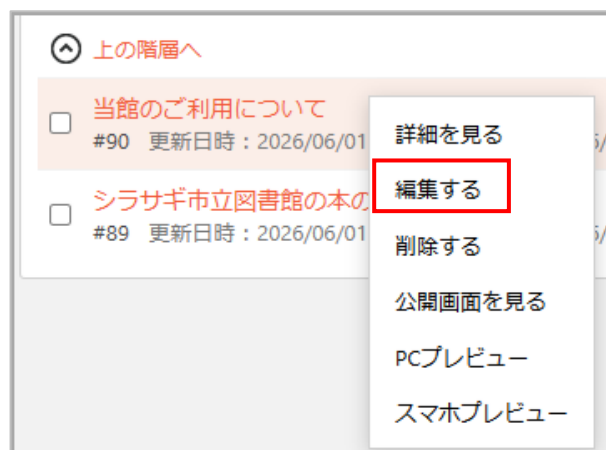 上の階層へ
当館のご利用について
#90 更新日時：2026/06/01
詳細を見る
編集する
シラサギ市立図書館の本の
#89 更新日時：2026/06/01
削除する
公開画面を見る
PCプレビュー
スマホプレビュー